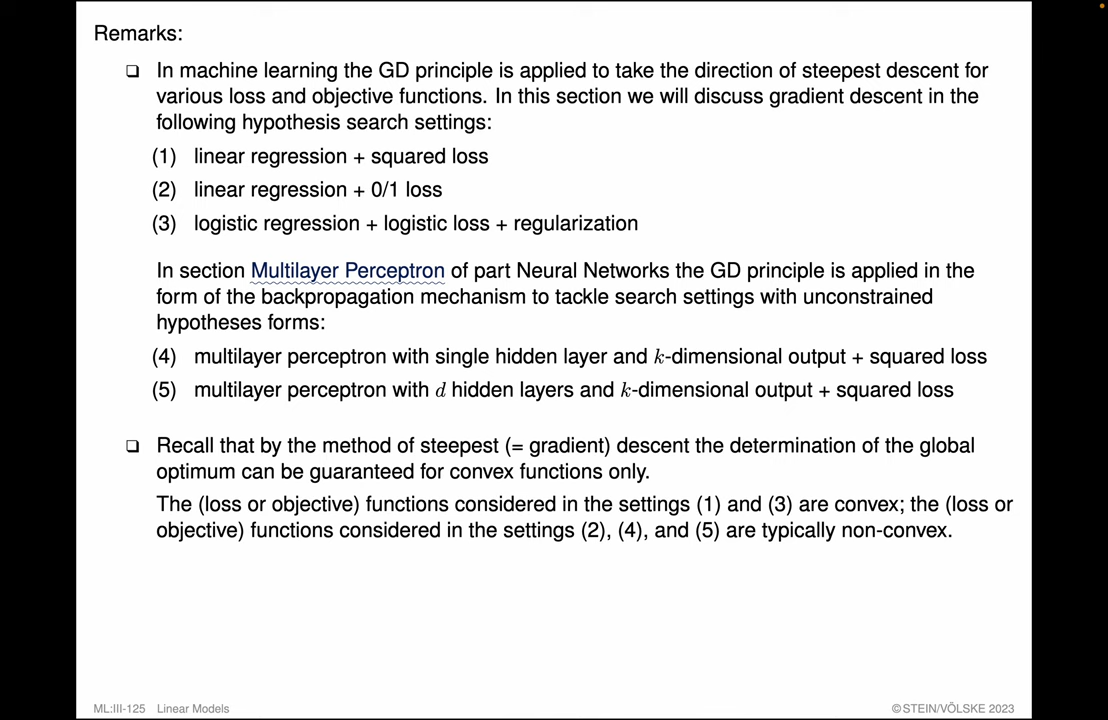 Remarks:
❑ In machine learning the GD principle is applied to take the direction of steepest descent for
various loss and objective functions. In this section we will discuss gradient descent in the
following hypothesis search settings:
(1) linear regression + squared loss
(2) linear regression + 0/1 loss
(3) logistic regression + logistic loss + regularization
In section Multilayer Perceptron of part Neural Networks the GD principle is applied in the
form of the backpropagation mechanism to tackle search settings with unconstrained
hypotheses forms:
(4) multilayer perceptron with single hidden layer and k-dimensional output + squared loss
(5) multilayer perceptron with d hidden layers and k-dimensional output + squared loss
❑ Recall that by the method of steepest (= gradient) descent the determination of the global
optimum can be guaranteed for convex functions only.
The (loss or objective) functions considered in the settings (1) and (3) are convex; the (loss or
objective) functions considered in the settings (2), (4), and (5) are typically non-convex.
ML:III-125 Linear Models ©STEIN/VÖLSKE 2023